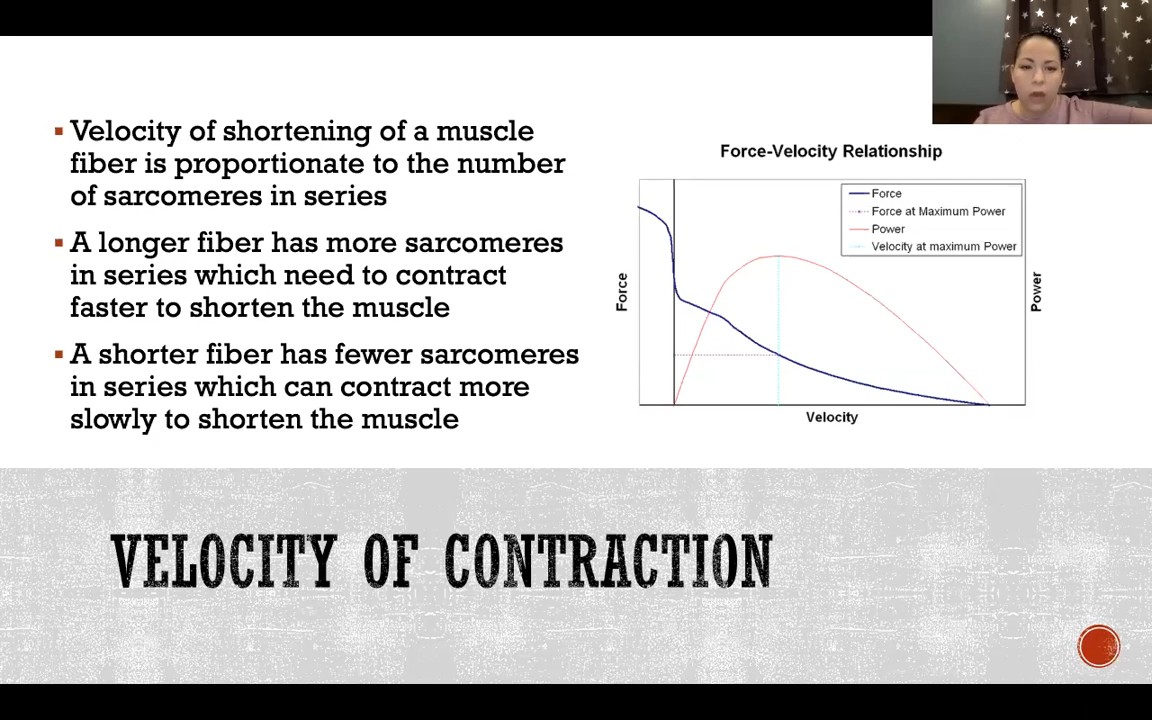 Velocity of shortening of a muscle
fiber is proportionate to the number
of sarcomeres in series
A longer fiber has more sarcomeres
in series which need to contract
faster to shorten the muscle
A shorter fiber has fewer sarcomeres
in series which can contract more
slowly to shorten the muscle
Force-Velocity Relationship
Force
Force at Maximum Power
Power
Velocity at maximum Power
Force
Power
Velocity
VELOCITY OF CONTRACTION